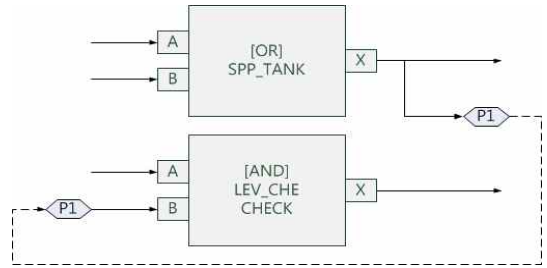 A
[OR]
X
B
SPP_TANK
P1
A
[AND]
X
P1
B
LEV_CHE
CHECK